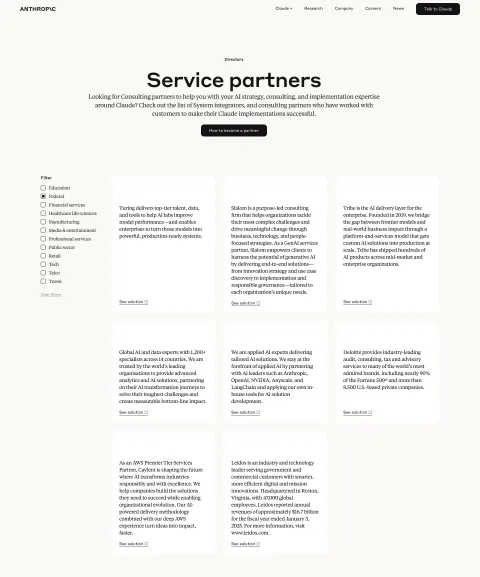 ANTHROP\C
Claude
Research
Company
Careers
News
Talk to Claude
Directory
Service partners
Looking for Consulting partners to help you with your AI strategy, consulting, and implementation expertise
around Claude? Check out the list of System integrators, and consulting partners who have worked with
customers to make their Claude implementations successful.
How to become a partner
Filter
Education
Federal
Financial services
Healthcare life sciences
Manufacturing
Media & entertainment
Professional services
Public sector
Retail
Tech
Telco
Travel
Clear filters
Turing delivers top-tier talent, data,
and tools to help AI labs improve
model performance—and enables
enterprises to turn those models into
powerful, production-ready systems.
See solution
Slalom is a purpose-led consulting
firm that helps organizations tackle
their most complex challenges and
drive meaningful change through
business, technology, and people-
focused strategies. As a GenAI services
partner, Slalom empowers clients to
harness the potential of generative AI
by delivering end-to-end solutions—
from innovation strategy and use case
discovery to implementation and
responsible governance—tailored to
each organization's unique needs.
See solution
Tribe is the AI delivery layer for the
enterprise. Founded in 2019, we bridge
the gap between frontier models and
real-world business impact through a
platform-and-services model that gets
custom AI solutions into production at
scale. Tribe has shipped hundreds of
AI products across mid-market and
enterprise organizations.
See solution
Global AI and data experts with 1,200+
specialists across 14 countries. We are
trusted by the world's leading
organisations to provide advanced
analytics and AI solutions, partnering
on their AI transformation journeys to
solve their toughest challenges and
create measurable bottom-line impact.
See solution
We are applied AI experts delivering
tailored AI solutions. We stay at the
forefront of applied AI by partnering
with AI leaders such as Anthropic,
OpenAI, NVIDIA, Anyscale, and
LangChain and applying our own in-
house tools for AI solution
development.
See solution
Deloitte provides industry-leading
audit, consulting, tax and advisory
services to many of the world's most
admired brands, including nearly 90%
of the Fortune 500® and more than
8,500 U.S.-based private companies.
See solution
As an AWS Premier Tier Services
Partner, Caylent is shaping the future
where AI transforms industries
responsibly and with excellence. We
help companies build the solutions
they need to succeed while enabling
organizational evolution. Our AI-
powered delivery methodology
combined with our deep AWS
experience turn ideas into impact,
faster.
See solution
Leidos is an industry and technology
leader serving government and
commercial customers with smarter,
more efficient digital and mission
innovations. Headquartered in Reston,
Virginia, with 47,000 global
employees, Leidos reported annual
revenues of approximately $16.7 billion
for the fiscal year ended January 3,
2025. For more information, visit
www.leidos.com.
See solution